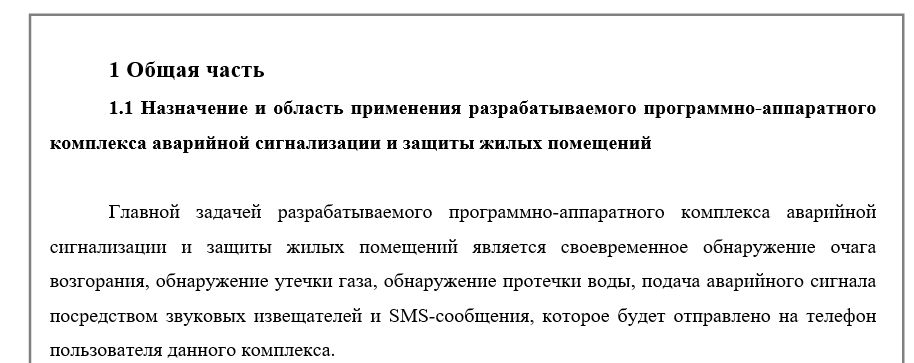 1 Общая часть
1.1 Назначение и область применения разрабатываемого программно-аппаратного
комплекса аварийной сигнализации и защиты жилых помещений
Главной задачей разрабатываемого программно-аппаратного комплекса аварийной
сигнализации и защиты жилых помещений является своевременное обнаружение очага
возгорания, обнаружение утечки газа, обнаружение протечки воды, подача аварийного сигнала
посредством звуковых извещателей и SMS-сообщения, которое будет отправлено на телефон
пользователя данного комплекса.